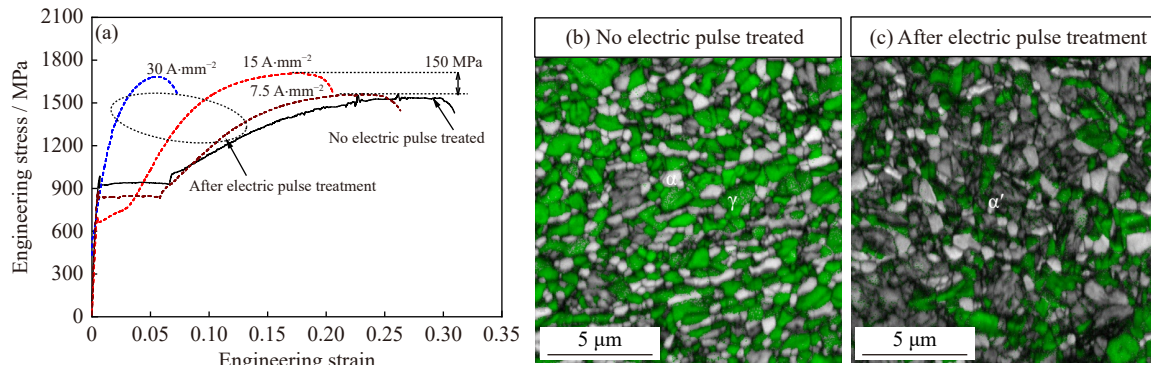 (a)
2100
1800
1500
1200
900
600
300
0
Engineering stress / MPa
30 A·mm⁻²
15 A·mm⁻²
7.5 A·mm⁻²
150 MPa
No electric pulse treated
After electric pulse treatment
0 0.05 0.10 0.15 0.20 0.25 0.30 0.35
Engineering strain
(b) No electric pulse treated
α
γ
5 μm
(c) After electric pulse treatment
α′
5 μm